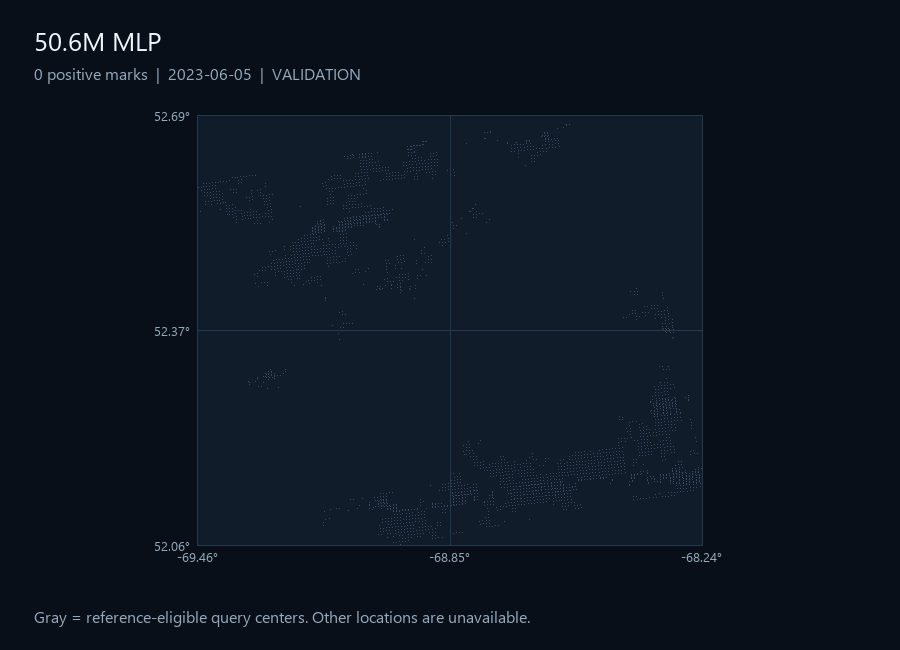 50.6M MLP
0 positive marks | 2023-06-05 | VALIDATION
52.69°
52.37°
52.06°
-69.46°
-68.85°
-68.24°
Gray = reference-eligible query centers. Other locations are unavailable.